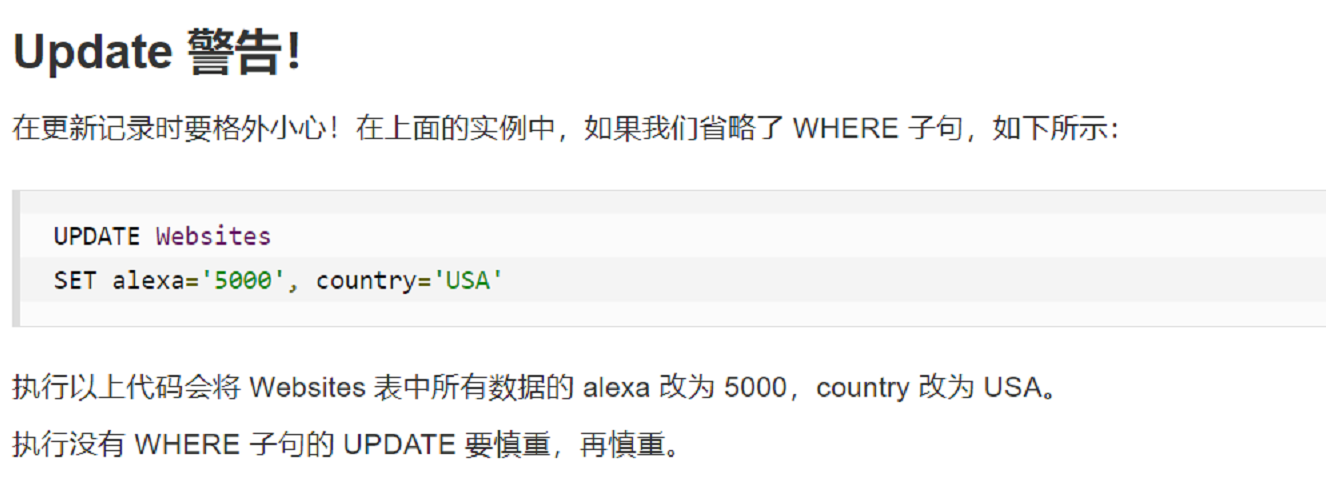 Update 警告！
在更新记录时要格外小心！在上面的实例中，如果我们省略了 WHERE 子句，如下所示：
UPDATE Websites
SET alexa='5000', country='USA'
执行以上代码会将 Websites 表中所有数据的 alexa 改为 5000，country 改为 USA。
执行没有 WHERE 子句的 UPDATE 要慎重，再慎重。